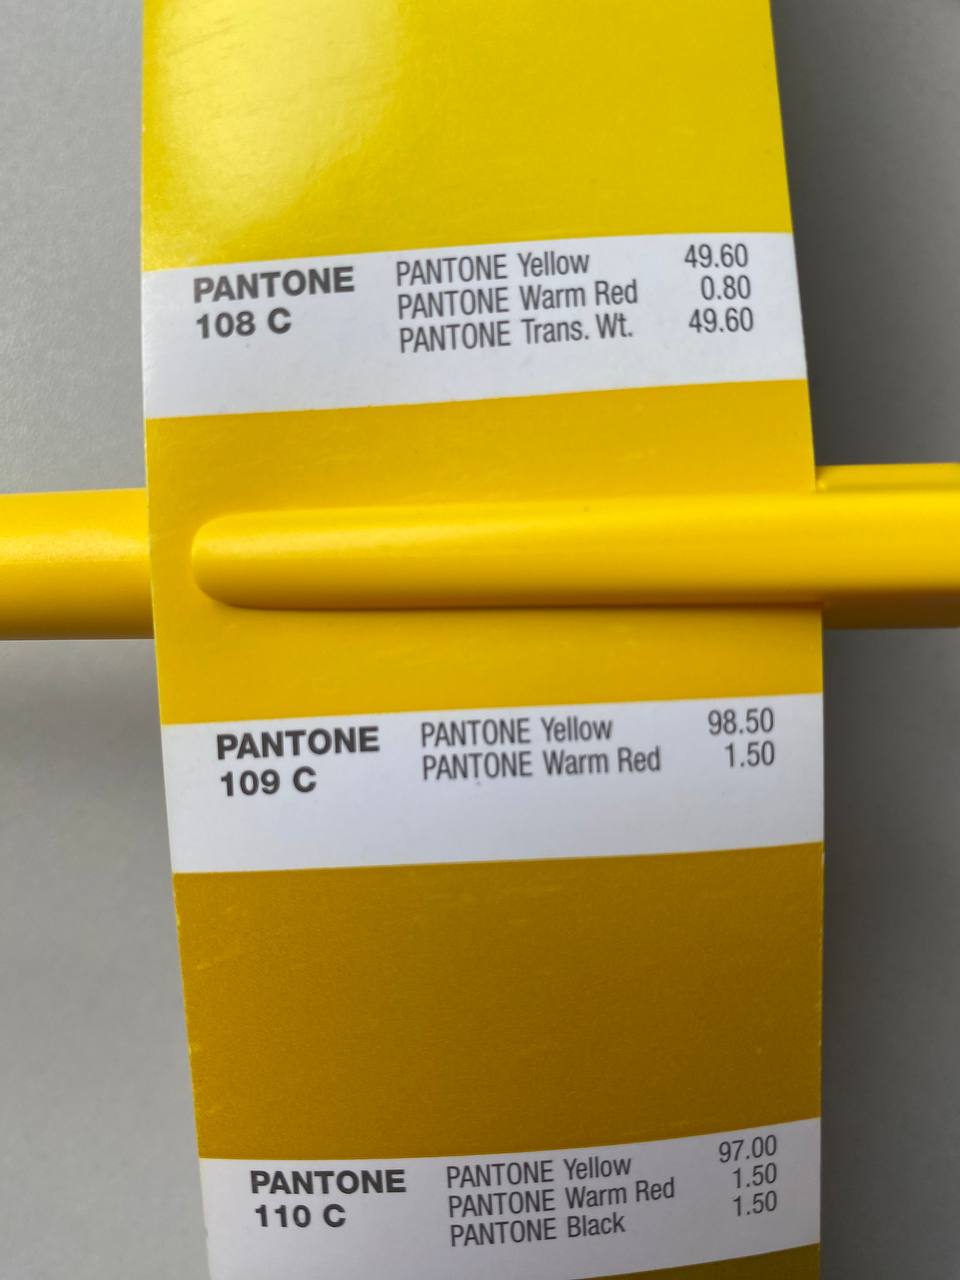 PANTONE
108 C
PANTONE Yellow 49.60
PANTONE Warm Red 0.80
PANTONE Trans. Wt. 49.60
PANTONE
109 C
PANTONE Yellow 98.50
PANTONE Warm Red 1.50
PANTONE
110 C
PANTONE Yellow 97.00
PANTONE Warm Red 1.50
PANTONE Black 1.50